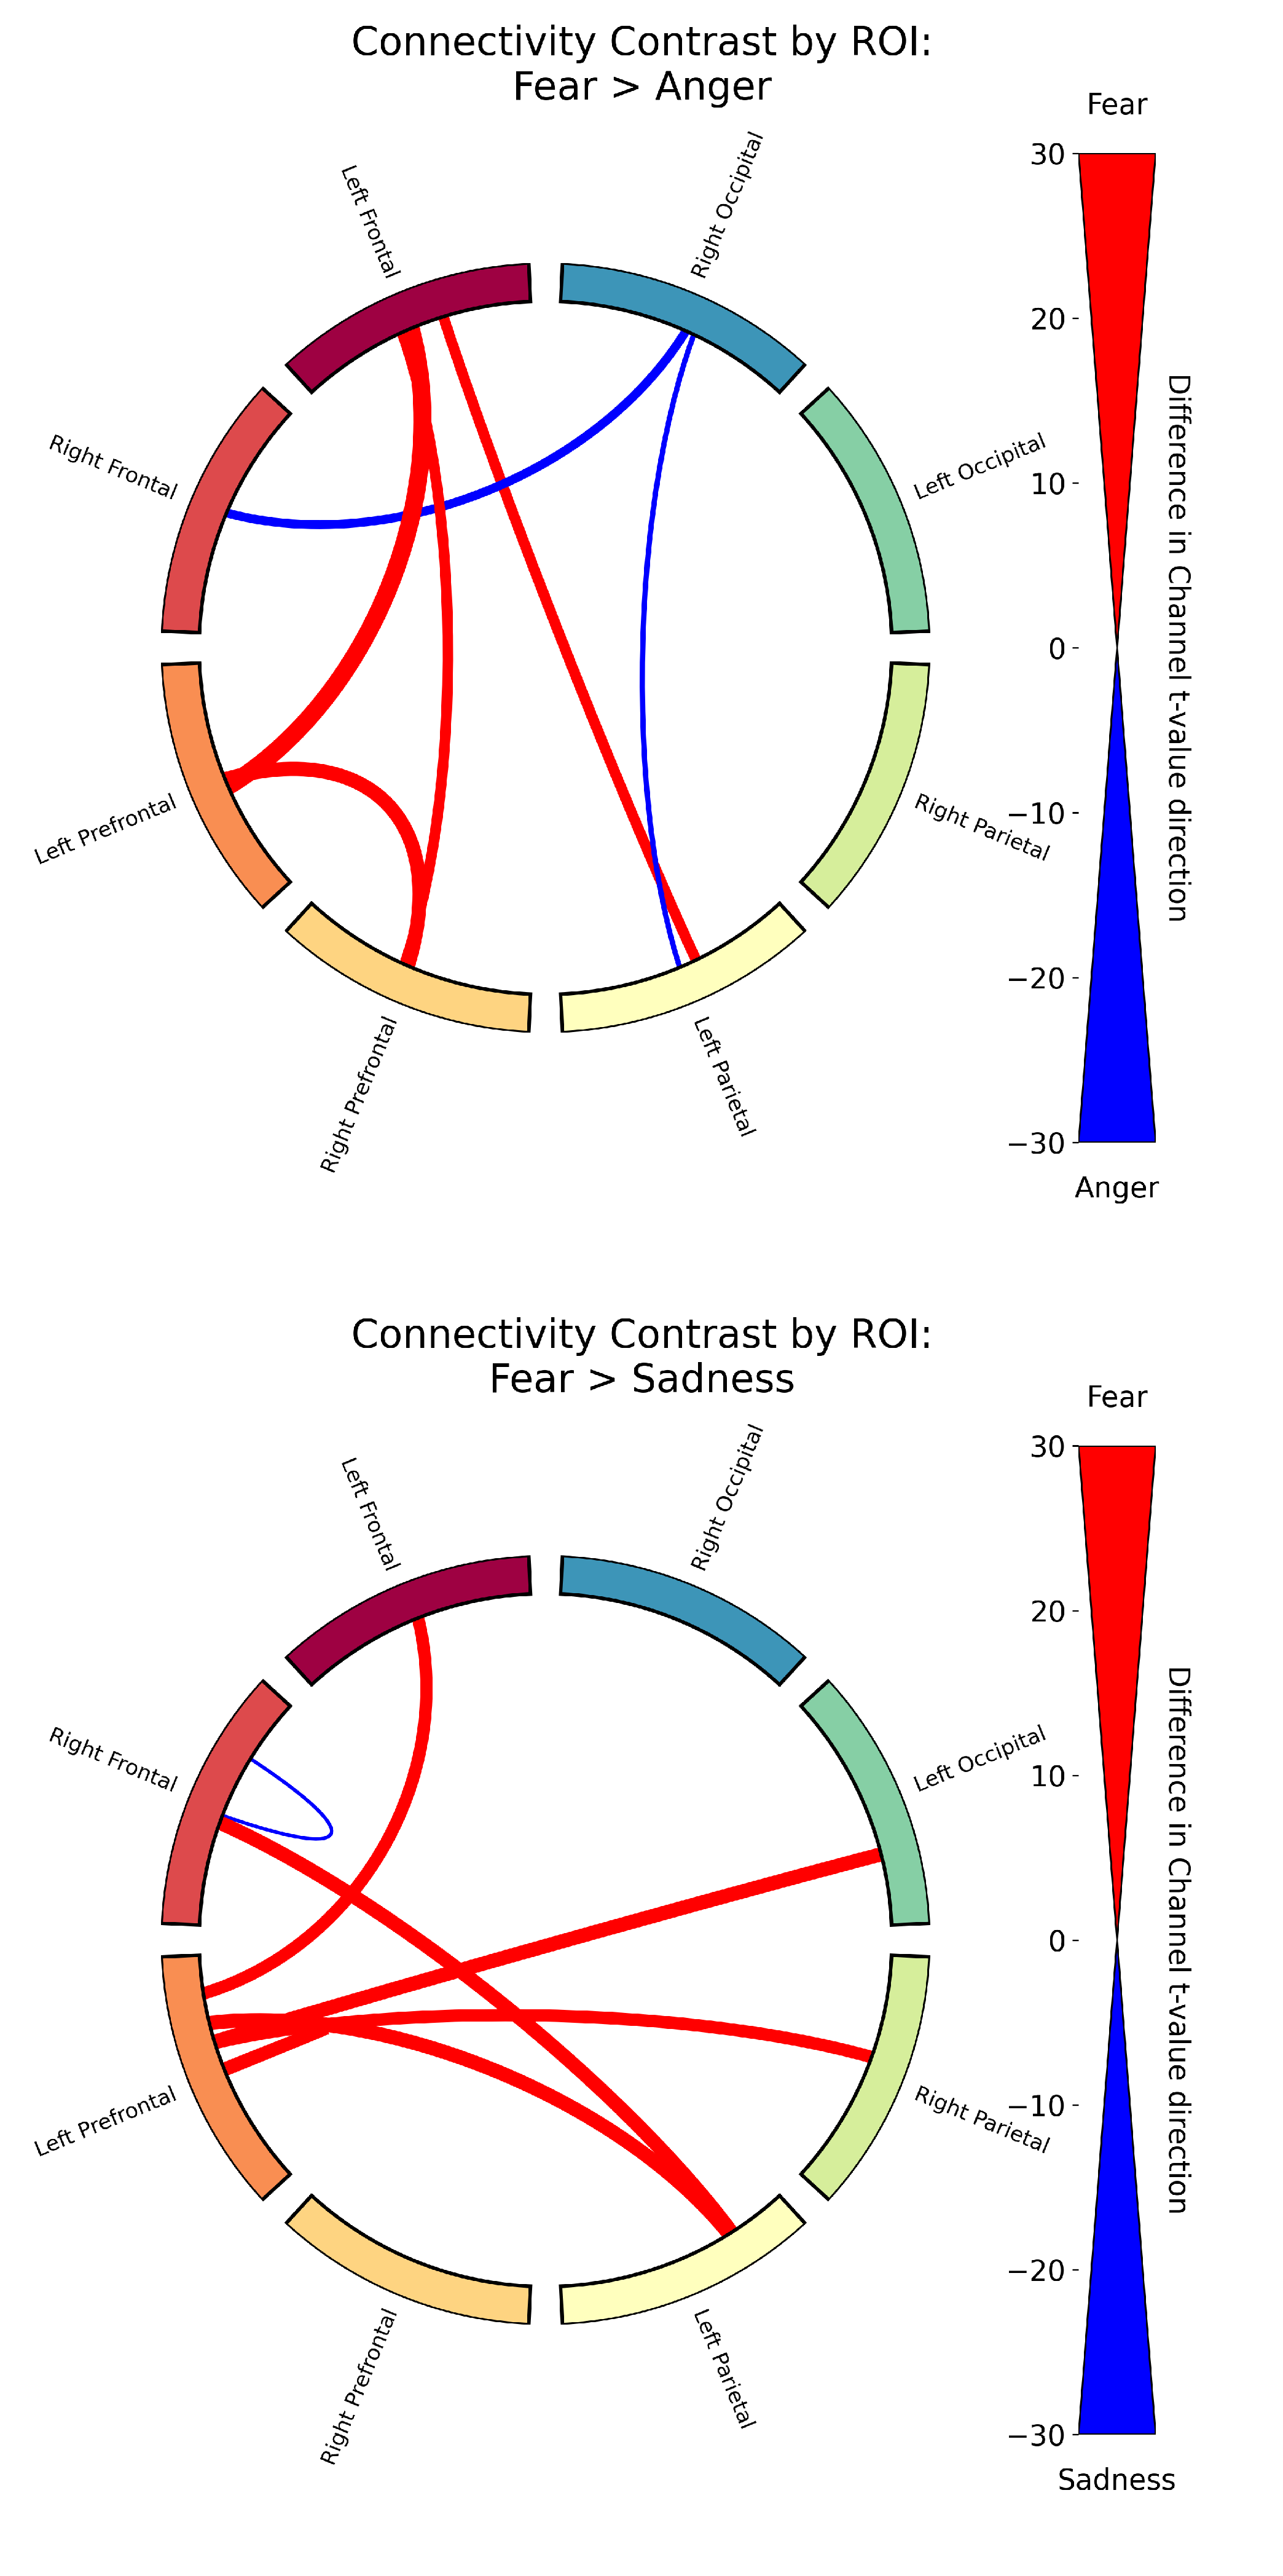 Connectivity Contrast by ROI:
Fear > Anger
Fear
Right Occipital
Left Frontal
Left Occipital
Right Frontal
Right Parietal
Left Prefrontal
Left Parietal
Right Prefrontal
30
20
10
0
−10
−20
−30
Difference in Channel t-value direction
Anger
Connectivity Contrast by ROI:
Fear > Sadness
Fear
Right Occipital
Left Frontal
Left Occipital
Right Frontal
Right Parietal
Left Prefrontal
Left Parietal
Right Prefrontal
30
20
10
0
−10
−20
−30
Difference in Channel t-value direction
Sadness